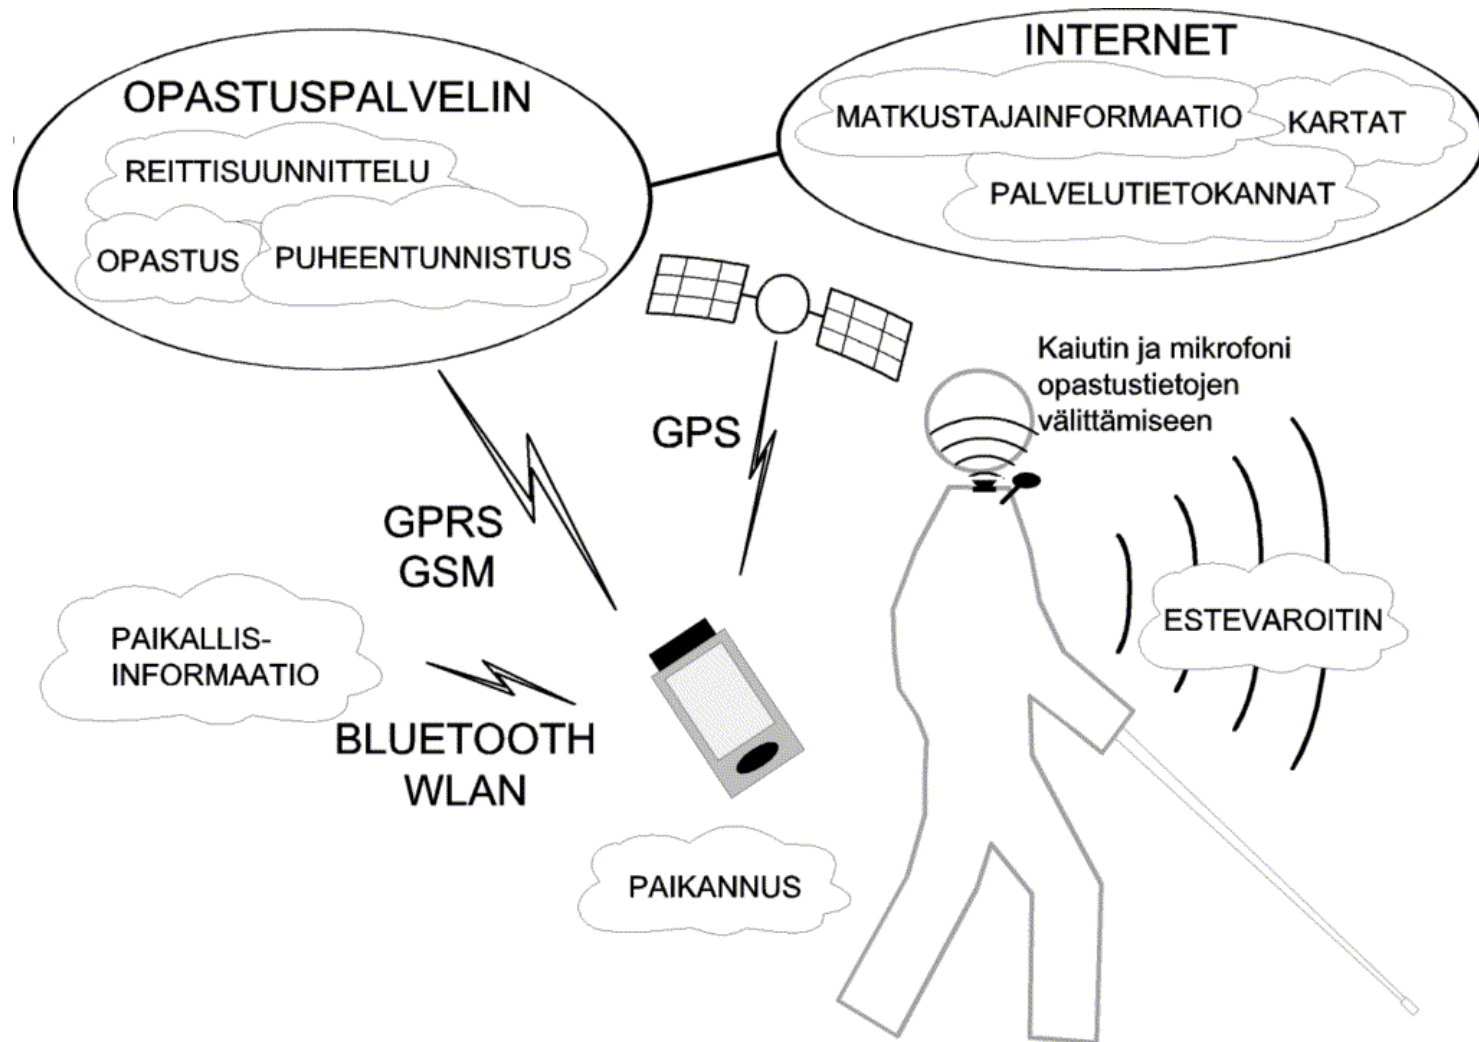 OPASTUSPALVELIN
REITTISUUNNITTELU
OPASTUS
PUHEENTUNNISTUS
INTERNET
MATKUSTAJAINFORMAATIO
KARTAT
PALVELUTIETOKANNAT
GPS
Kaiutin ja mikrofoni
opastustietojen
välittämiseen
GPRS
GSM
ESTEVAROITIN
PAIKALLIS-
INFORMAATIO
BLUETOOTH
WLAN
PAIKANNUS